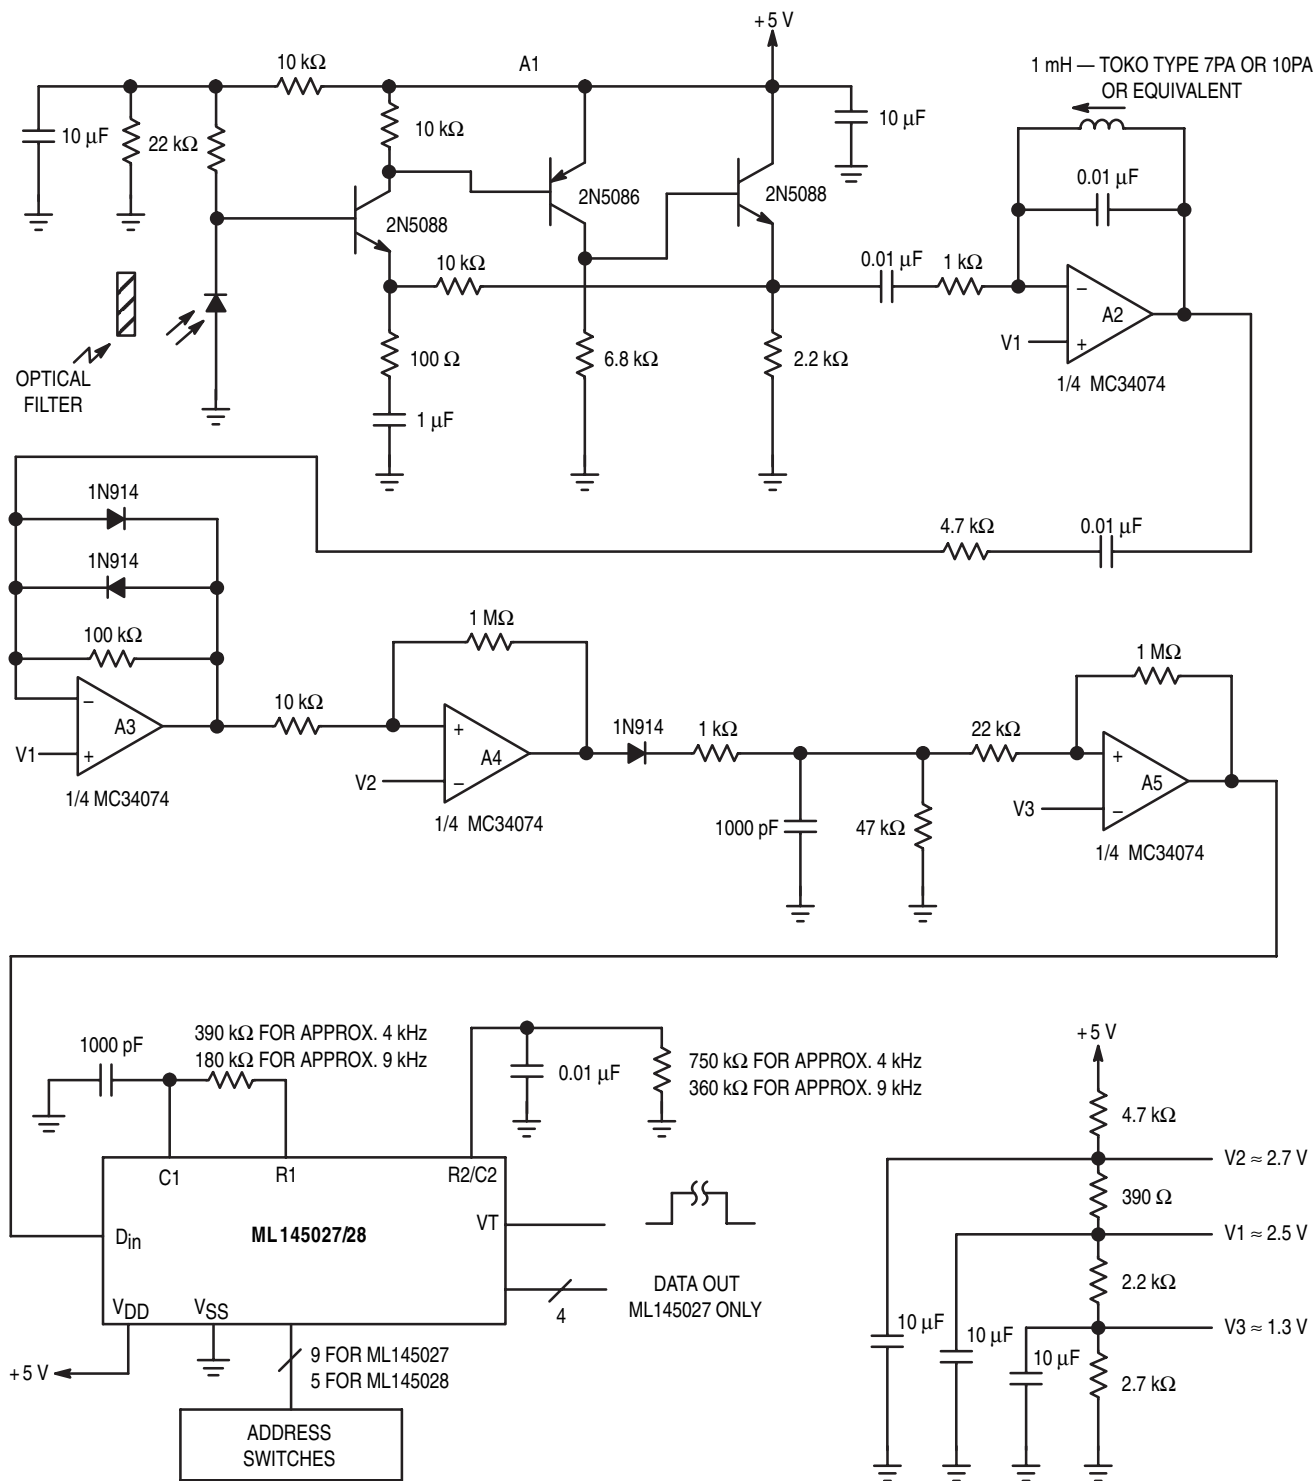 + 5 V
10 kΩ
A1
1 mH — TOKO TYPE 7PA OR 10PA
OR EQUIVALENT
10 µF
22 kΩ
10 kΩ
10 µF
0.01 µF
2N5088
2N5086
2N5088
10 kΩ
0.01 µF
1 kΩ
–
A2
V1
+
1/4 MC34074
OPTICAL
FILTER
100 Ω
6.8 kΩ
2.2 kΩ
1 µF
1N914
4.7 kΩ
0.01 µF
1N914
100 kΩ
1 MΩ
1 MΩ
–
A3
V1
+
1/4 MC34074
10 kΩ
+
A4
V2
–
1/4 MC34074
1N914
1 kΩ
22 kΩ
+
A5
V3
–
1/4 MC34074
1000 pF
47 kΩ
1000 pF
390 kΩ FOR APPROX. 4 kHz
180 kΩ FOR APPROX. 9 kHz
0.01 µF
750 kΩ FOR APPROX. 4 kHz
360 kΩ FOR APPROX. 9 kHz
+ 5 V
4.7 kΩ
V2 ≈ 2.7 V
390 Ω
V1 ≈ 2.5 V
2.2 kΩ
V3 ≈ 1.3 V
2.7 kΩ
10 µF
10 µF
10 µF
C1
R1
R2/C2
Din
ML145027/28
VT
VDD
VSS
4
DATA OUT
ML145027 ONLY
+ 5 V
9 FOR ML145027
5 FOR ML145028
ADDRESS
SWITCHES